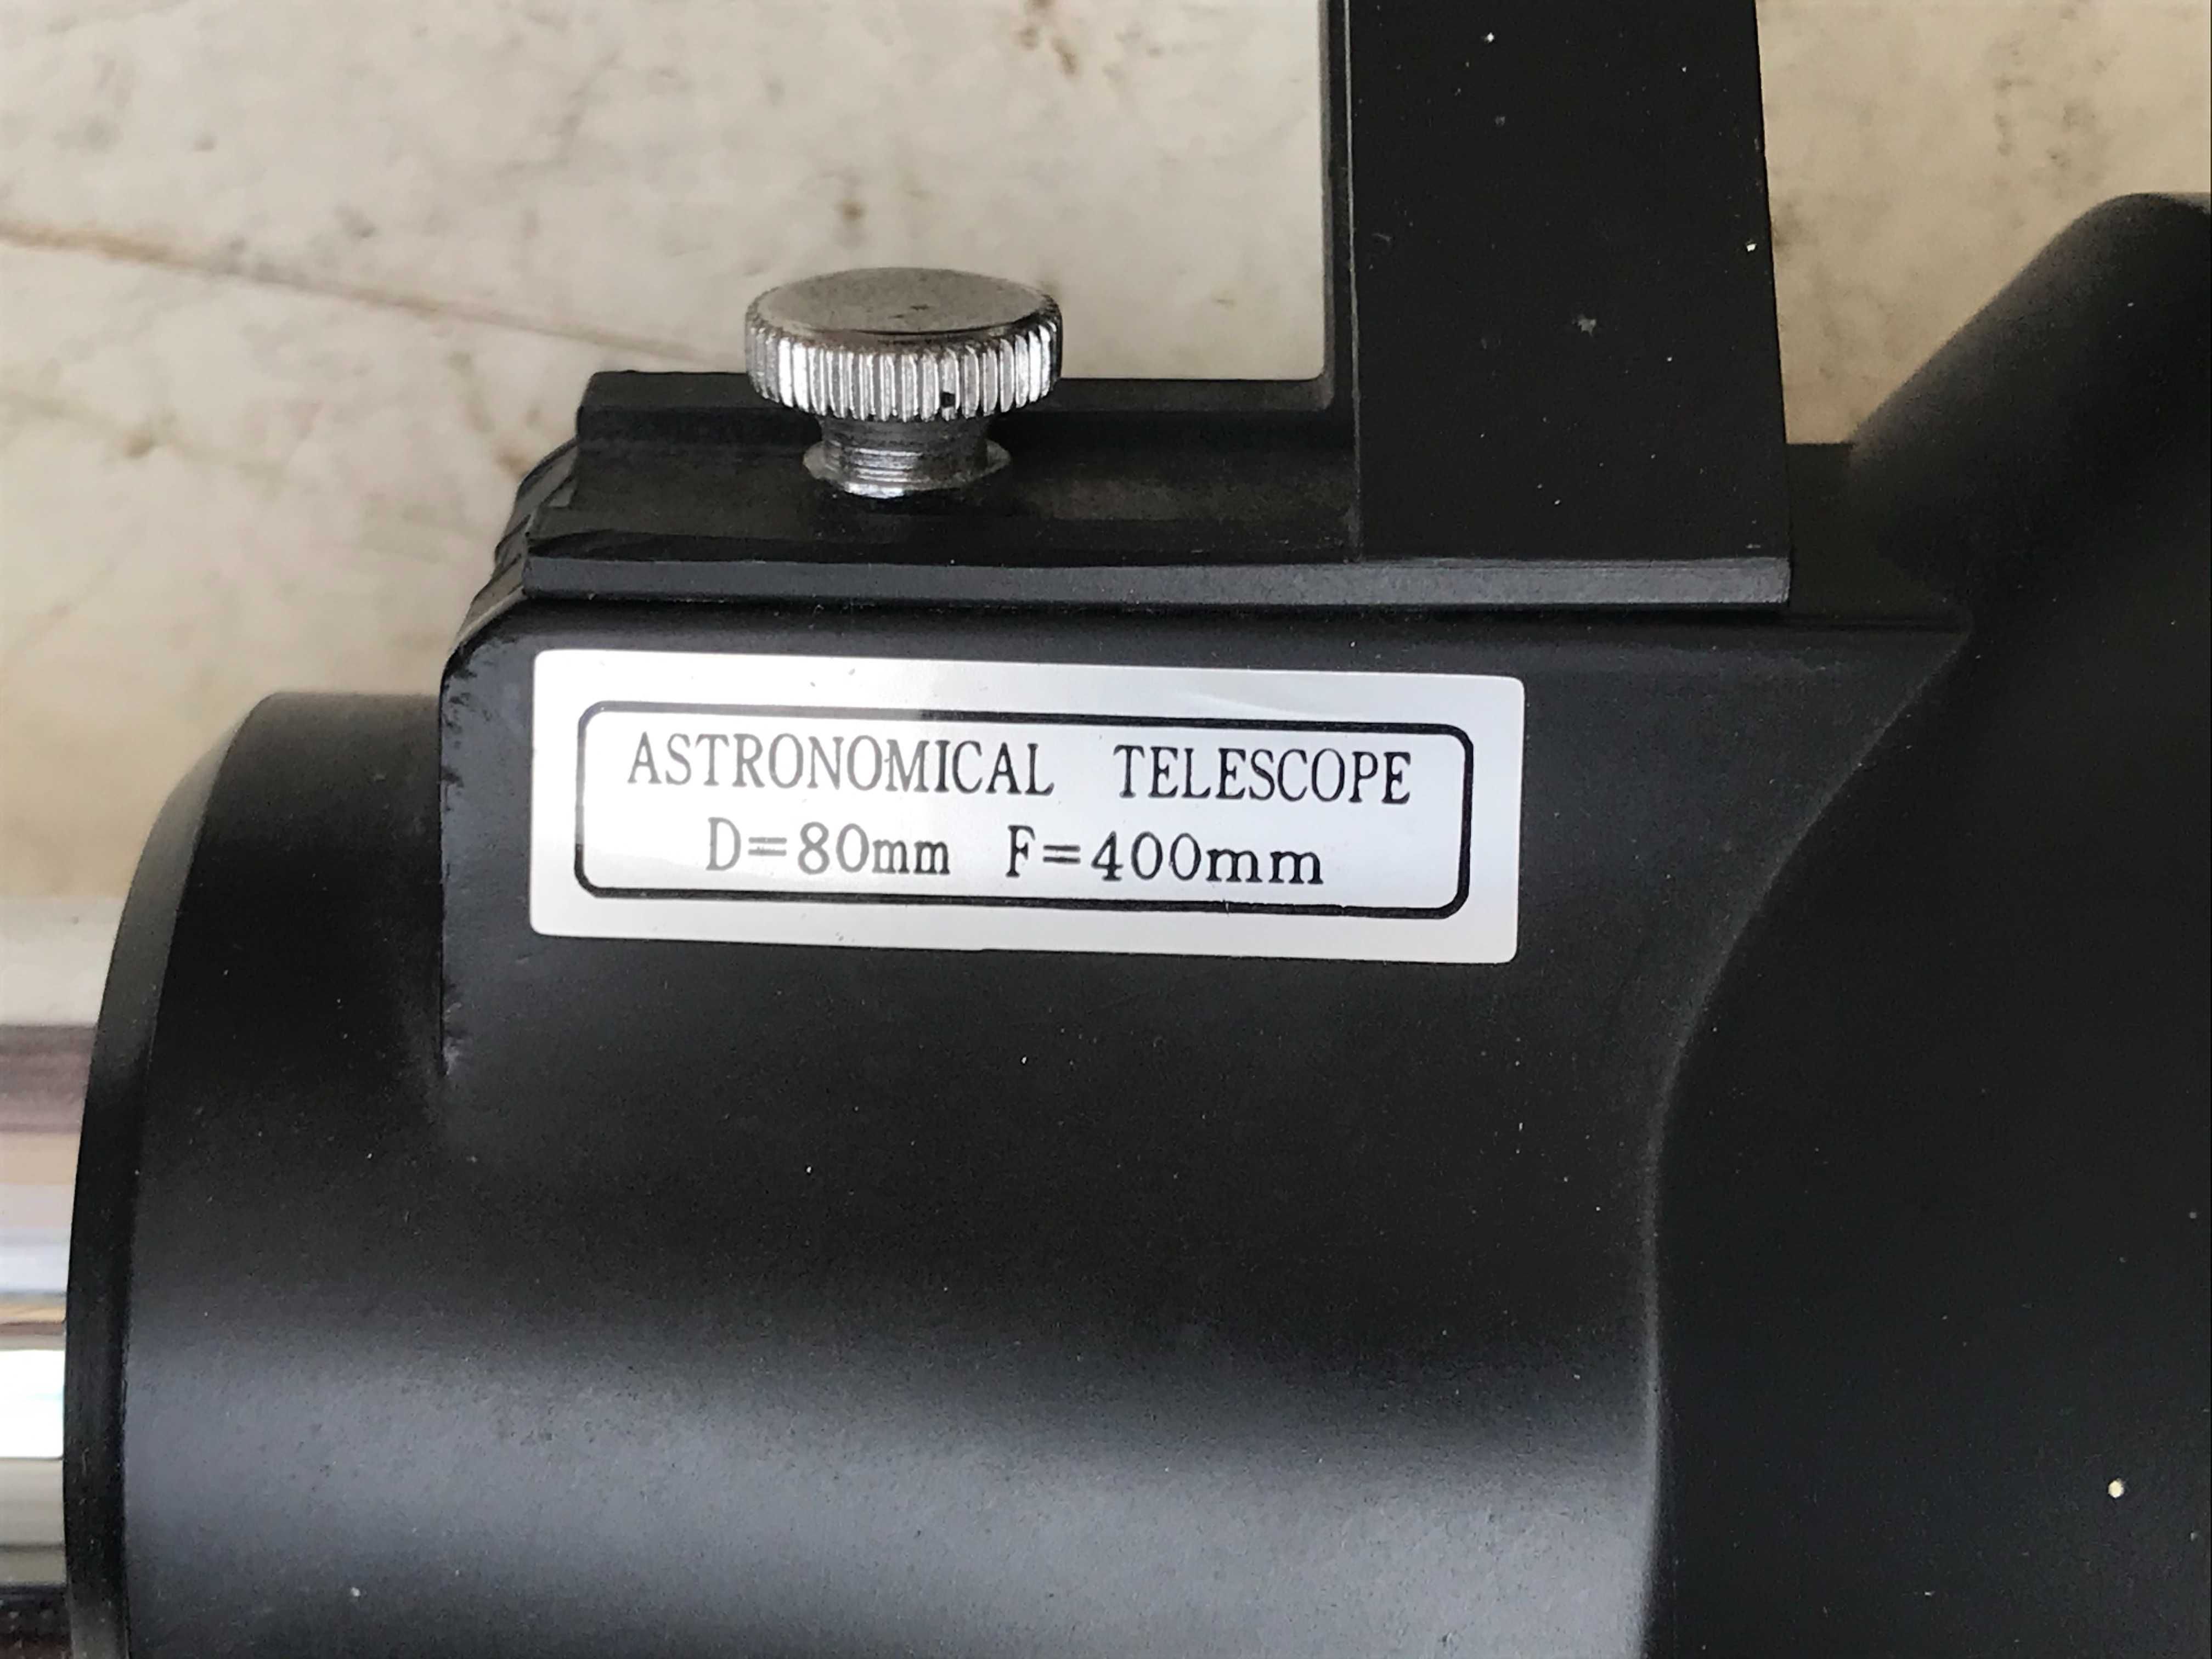 ASTRONOMICAL TELESCOPE
D=80mm F=400mm